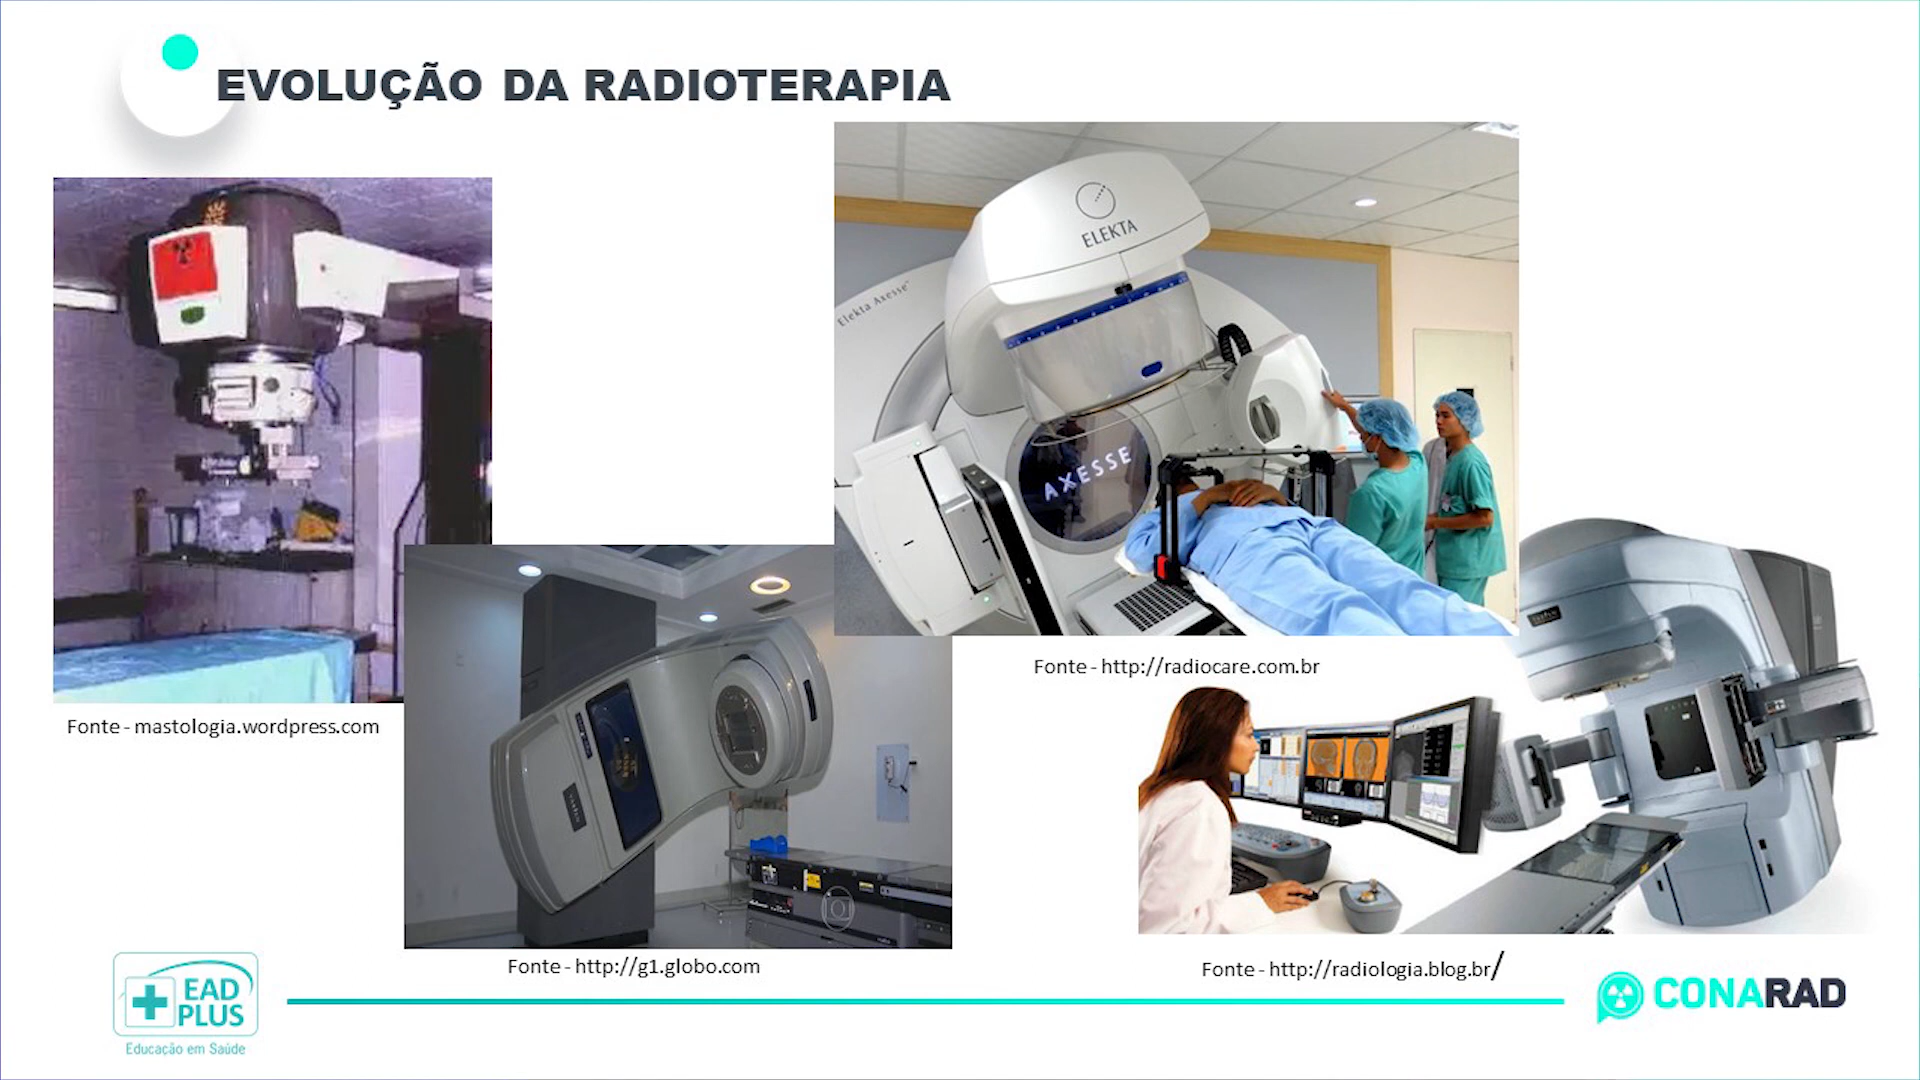 EVOLUÇÃO DA RADIOTERAPIA
ELEKTA
Elekta Axesse
AXESSE
Fonte - http://radiocare.com.br
Fonte - mastologia.wordpress.com
Fonte - http://g1.globo.com
Fonte - http://radiologia.blog.br/
EAD
PLUS
Educação em Saúde
CONARAD